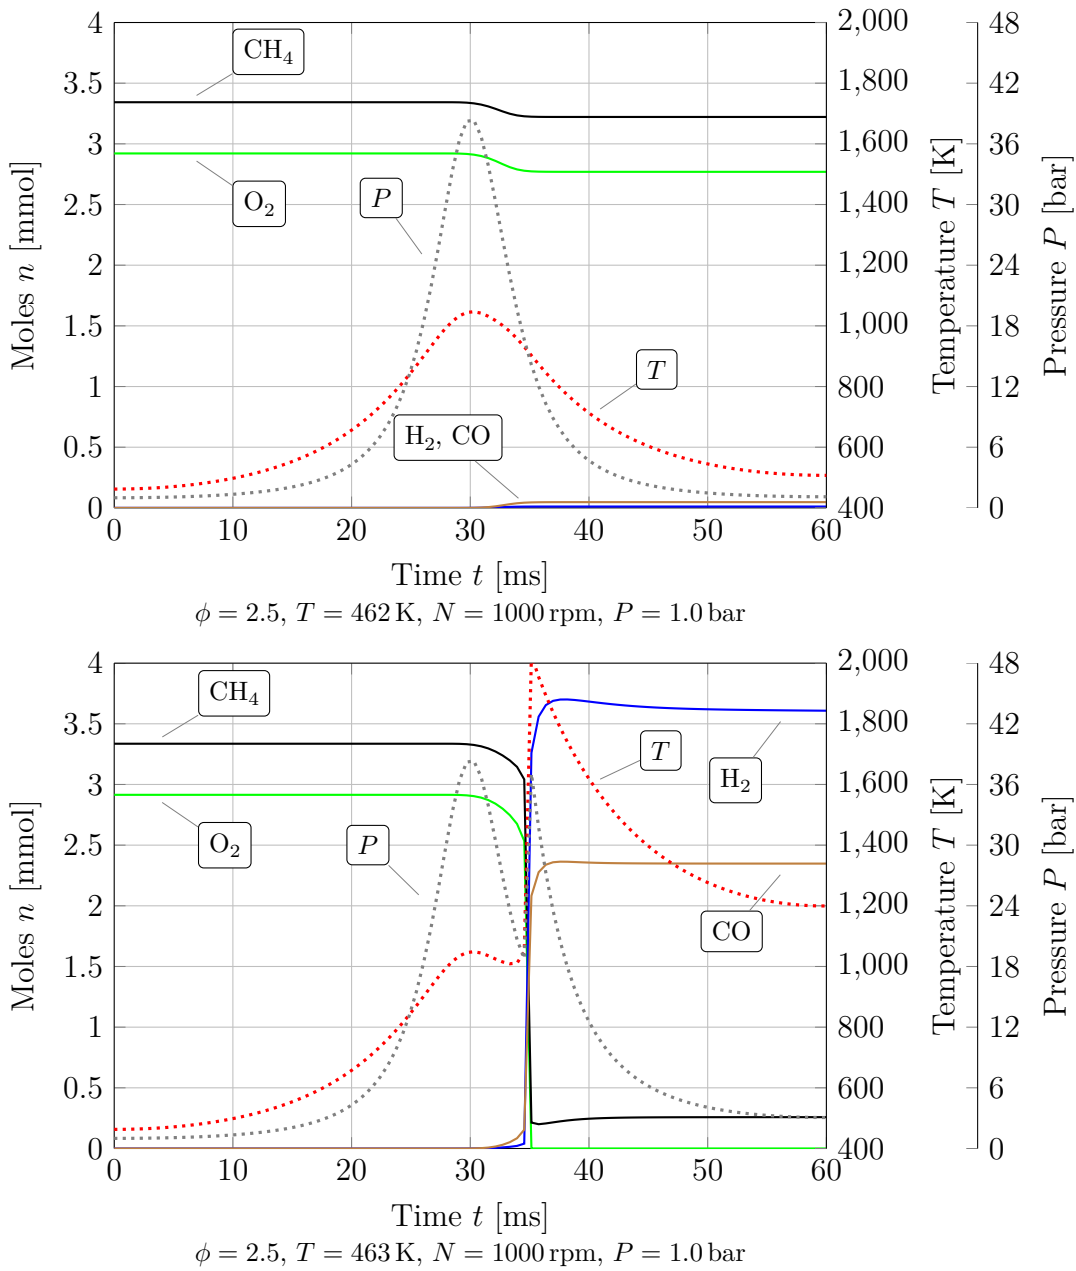 4
3.5
3
2.5
2
1.5
1
0.5
0
Moles n [mmol]
0 10 20 30 40 50 60
Time t [ms]
2,000
1,800
1,600
1,400
1,200
1,000
800
600
400
Temperature T [K]
48
42
36
30
24
18
12
6
0
Pressure P [bar]
CH₄
O₂
P
T
H₂, CO
ϕ = 2.5, T = 462 K, N = 1000 rpm, P = 1.0 bar
4
3.5
3
2.5
2
1.5
1
0.5
0
Moles n [mmol]
0 10 20 30 40 50 60
Time t [ms]
2,000
1,800
1,600
1,400
1,200
1,000
800
600
400
Temperature T [K]
48
42
36
30
24
18
12
6
0
Pressure P [bar]
CH₄
T
H₂
O₂
P
CO
ϕ = 2.5, T = 463 K, N = 1000 rpm, P = 1.0 bar